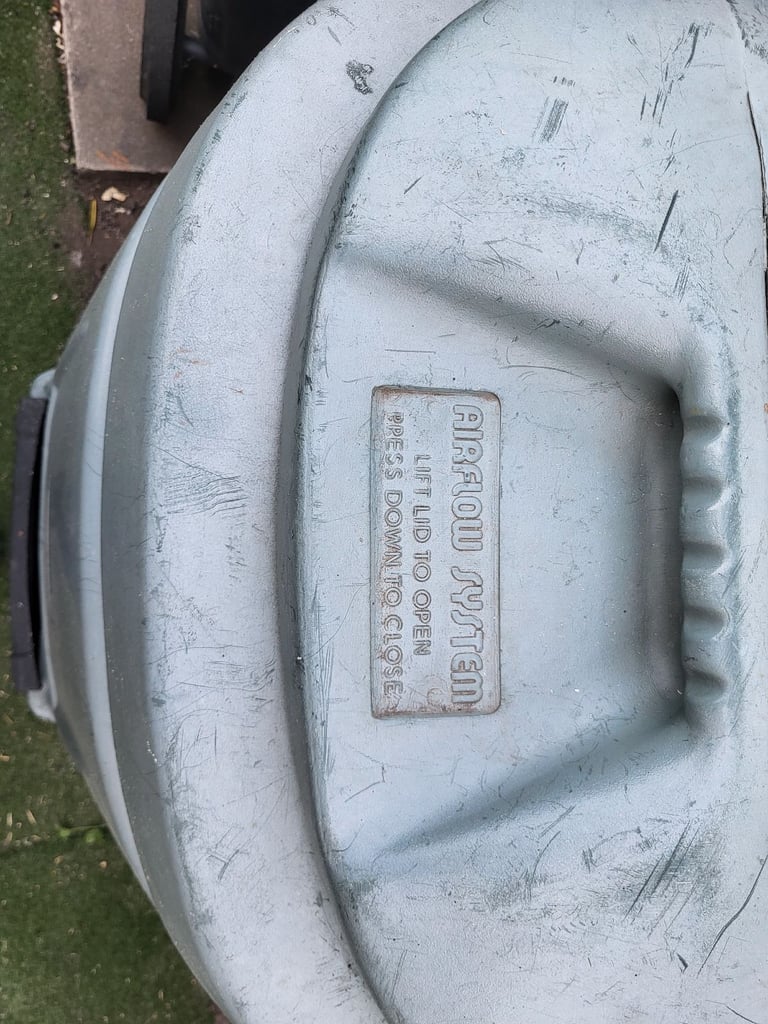 AIRFLOW SYSTEM
LIFT LID TO OPEN
PRESS DOWN TO CLOSE